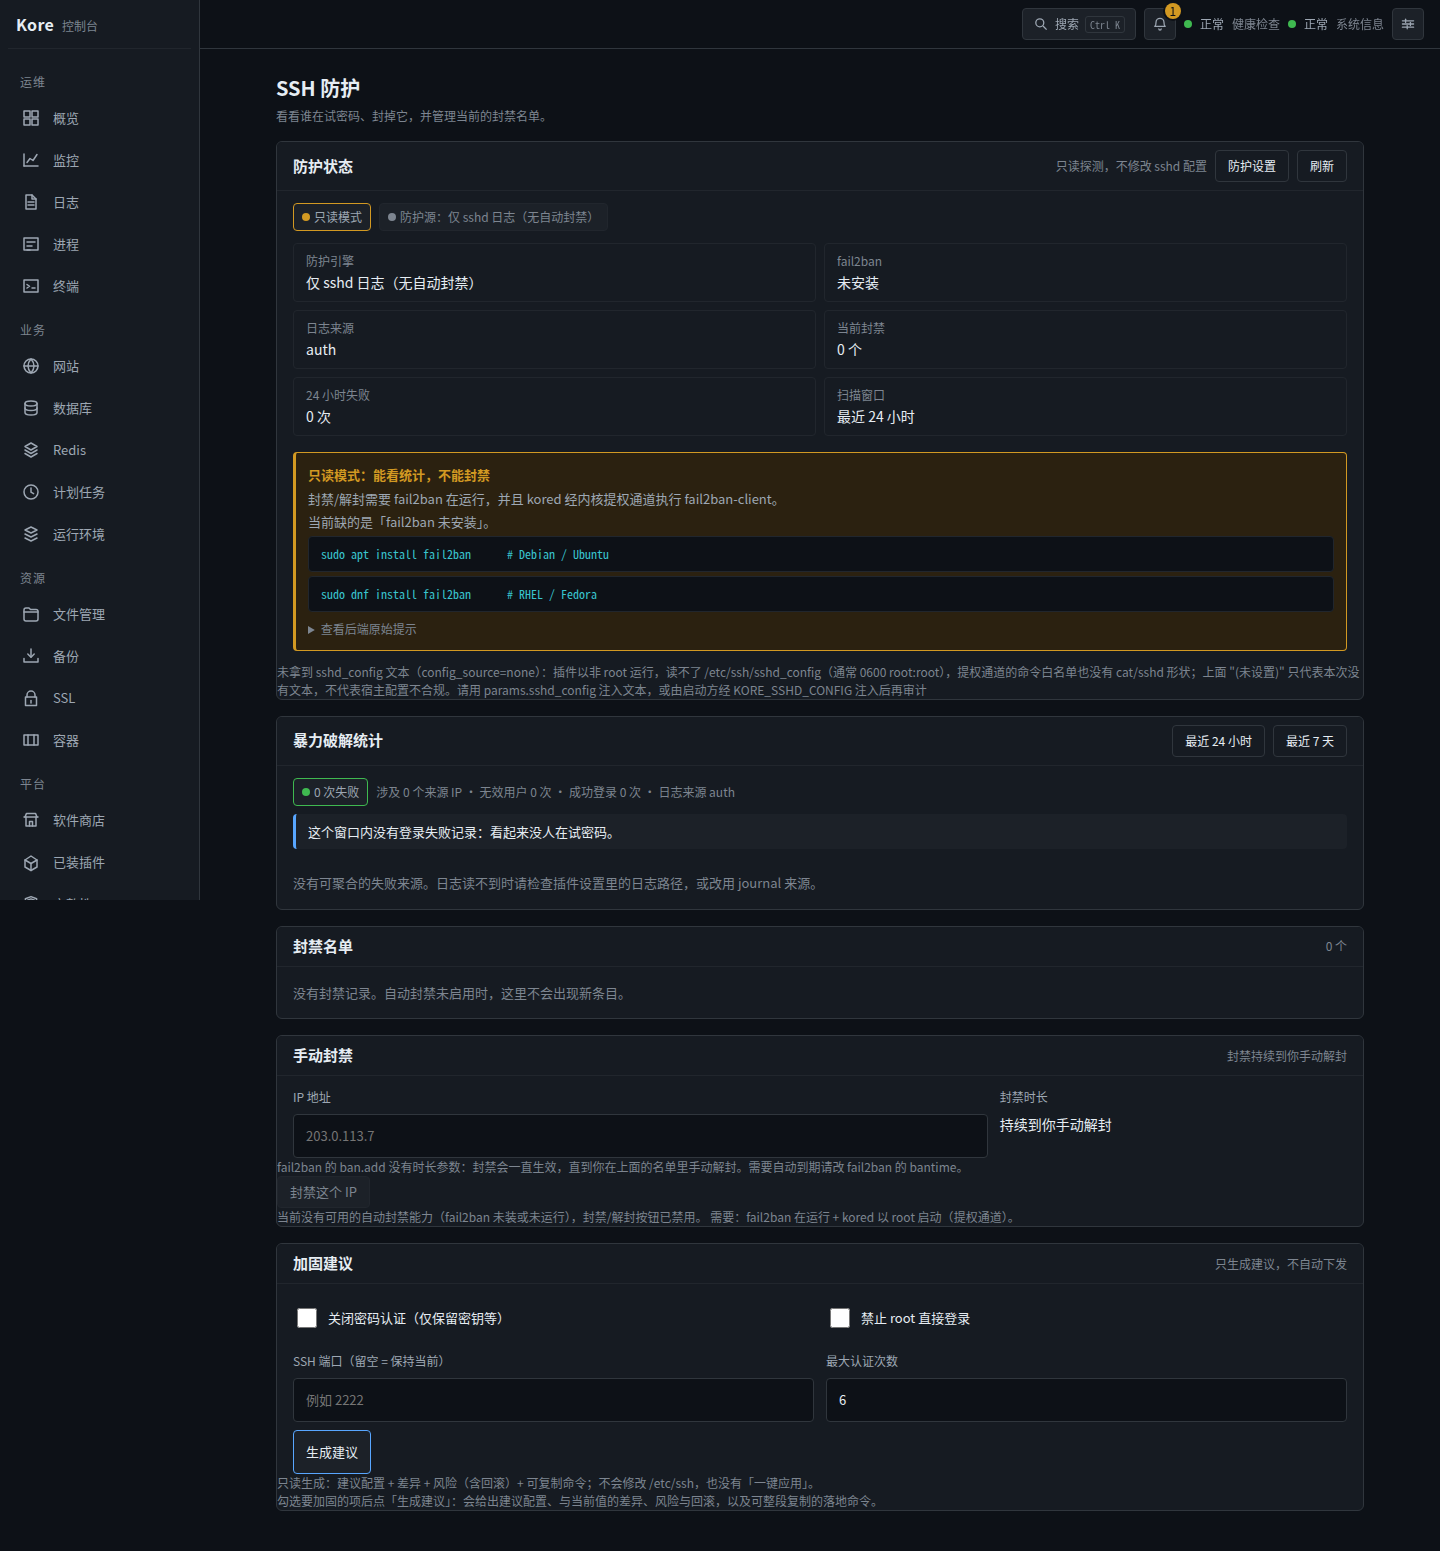 Kore 控制台
搜索 Ctrl K
1
正常 健康检查
正常 系统信息
运维
概览
监控
日志
进程
终端
业务
网站
数据库
Redis
计划任务
运行环境
资源
文件管理
备份
SSL
容器
平台
软件商店
已装插件
SSH 防护
看看谁在试密码、封掉它，并管理当前的封禁名单。
防护状态
只读探测，不修改 sshd 配置 防护设置 刷新
只读模式 防护源：仅 sshd 日志（无自动封禁）
防护引擎
仅 sshd 日志（无自动封禁）
fail2ban
未安装
日志来源
auth
当前封禁
0 个
24 小时失败
0 次
扫描窗口
最近 24 小时
只读模式：能看统计，不能封禁
封禁/解封需要 fail2ban 在运行，并且 kored 经内核提权通道执行 fail2ban-client。
当前缺的是「fail2ban 未安装」。
sudo apt install fail2ban # Debian / Ubuntu
sudo dnf install fail2ban # RHEL / Fedora
查看后端原始提示
未拿到 sshd_config 文本（config_source=none）：插件以非 root 运行，读不了 /etc/ssh/sshd_config（通常 0600 root:root），提权通道的命令白名单也没有 cat/sshd 形状；上面 "(未设置)" 只代表本次没
有文本，不代表宿主配置不合规。请用 params.sshd_config 注入文本，或由启动方经 KORE_SSHD_CONFIG 注入后再审计
暴力破解统计
最近 24 小时 最近 7 天
0 次失败 涉及 0 个来源 IP · 无效用户 0 次 · 成功登录 0 次 · 日志来源 auth
这个窗口内没有登录失败记录：看起来没人在试密码。
没有可聚合的失败来源。日志读不到时请检查插件设置里的日志路径，或改用 journal 来源。
封禁名单
0 个
没有封禁记录。自动封禁未启用时，这里不会出现新条目。
手动封禁
封禁持续到你手动解封
IP 地址
203.0.113.7
封禁时长
持续到你手动解封
fail2ban 的 ban.add 没有时长参数：封禁会一直生效，直到你在上面的名单里手动解封。需要自动到期请改 fail2ban 的 bantime。
封禁这个 IP
当前没有可用的自动封禁能力（fail2ban 未装或未运行），封禁/解封按钮已禁用。 需要：fail2ban 在运行 + kored 以 root 启动（提权通道）。
加固建议
只生成建议，不自动下发
关闭密码认证（仅保留密钥等）
禁止 root 直接登录
SSH 端口（留空 = 保持当前）
例如 2222
最大认证次数
6
生成建议
只读生成：建议配置 + 差异 + 风险（含回滚）+ 可复制命令；不会修改 /etc/ssh，也没有「一键应用」。
勾选要加固的项后点「生成建议」：会给出建议配置、与当前值的差异、风险与回滚，以及可整段复制的落地命令。